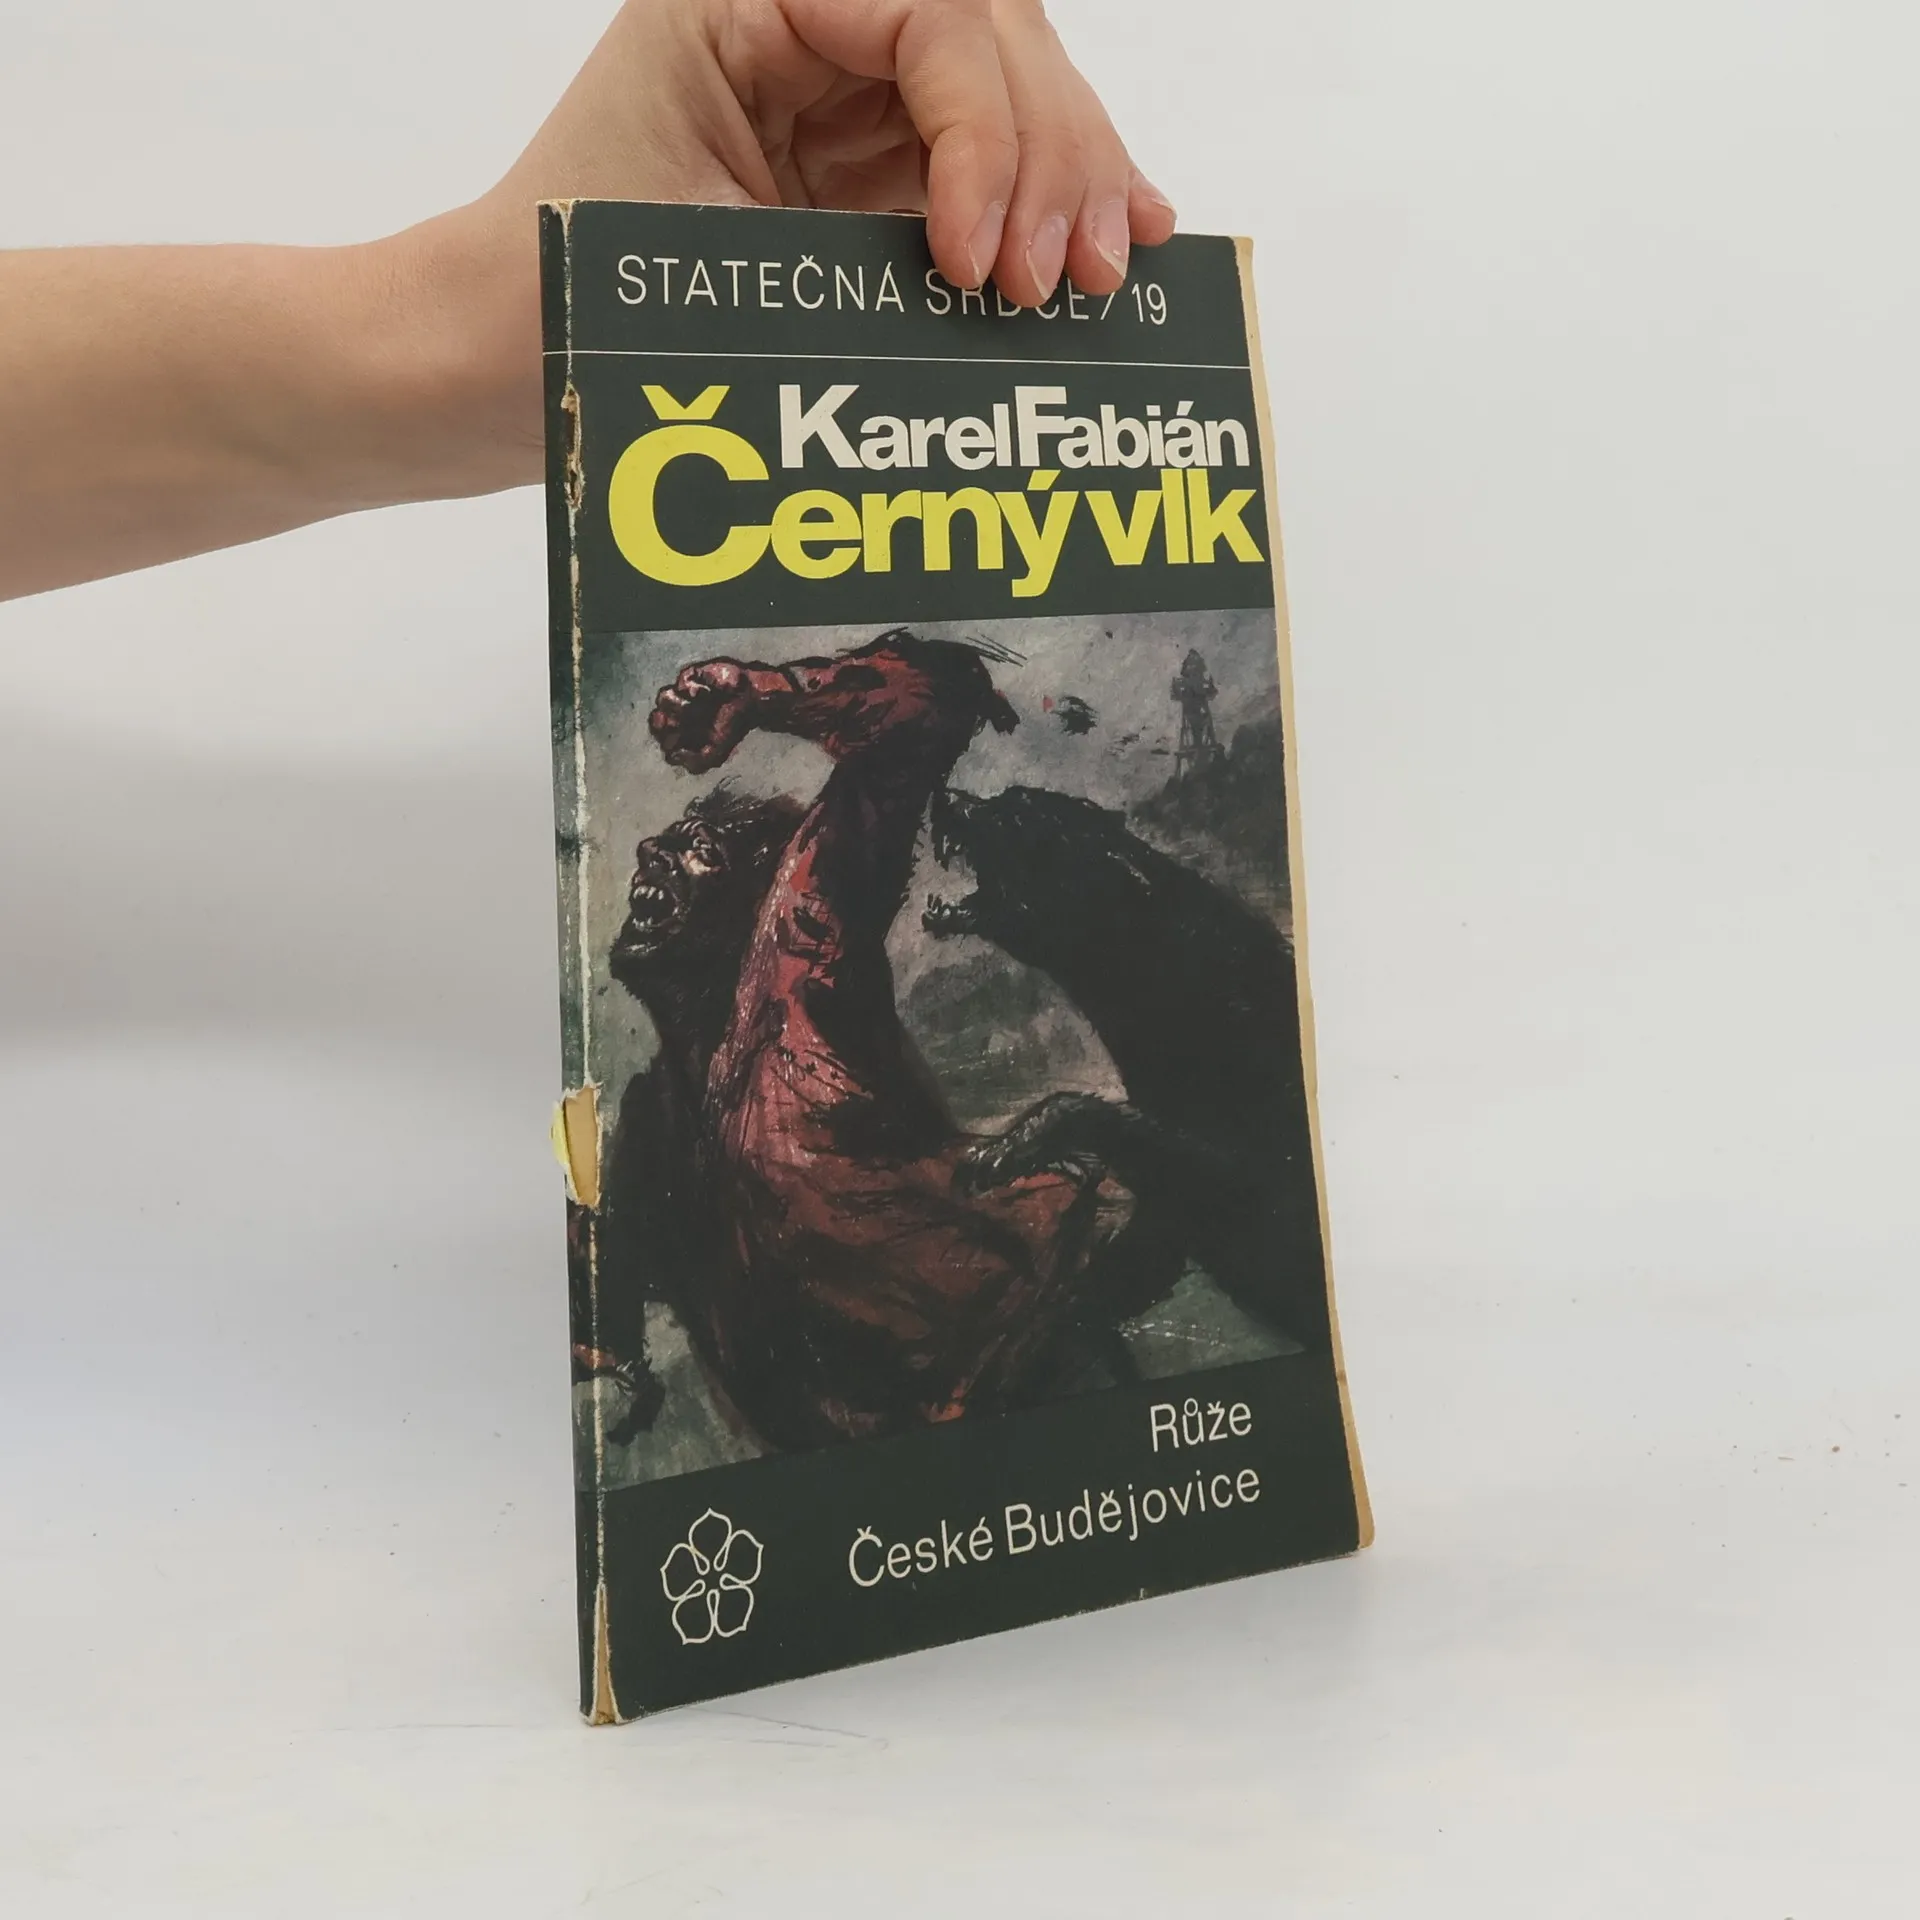 STATEČNÁ SRDCE/19
Karel Fabián
Černý vlk
Růže
České Budějovice